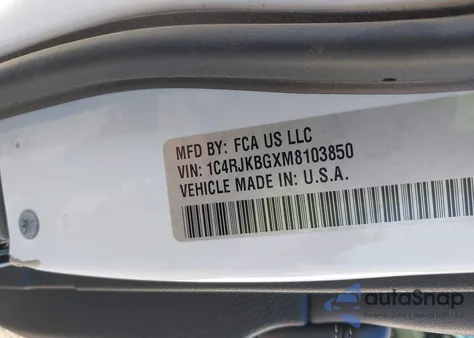 MFD BY: FCA US LLC
VIN: 1C4RJKBGXM8103850
VEHICLE MADE IN: U.S.A.
autoSnap